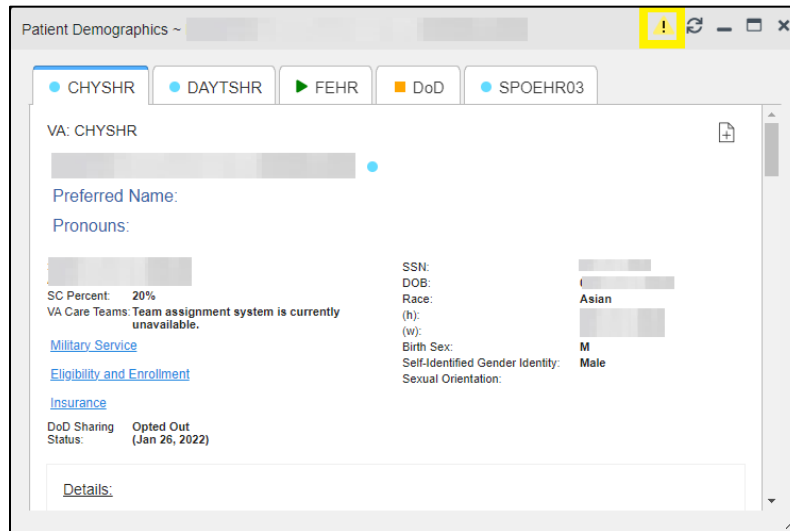 Patient Demographics ~
CHYSHR
DAYTSHR
FEHR
DoD
SPOEHR03
VA: CHYSHR
Preferred Name:
Pronouns:
SC Percent: 20%
VA Care Teams: Team assignment system is currently
unavailable.
Military Service
Eligibility and Enrollment
Insurance
DoD Sharing Opted Out
Status: (Jan 26, 2022)
SSN:
DOB:
Race: Asian
(h):
(w):
Birth Sex: M
Self-Identified Gender Identity: Male
Sexual Orientation:
Details: